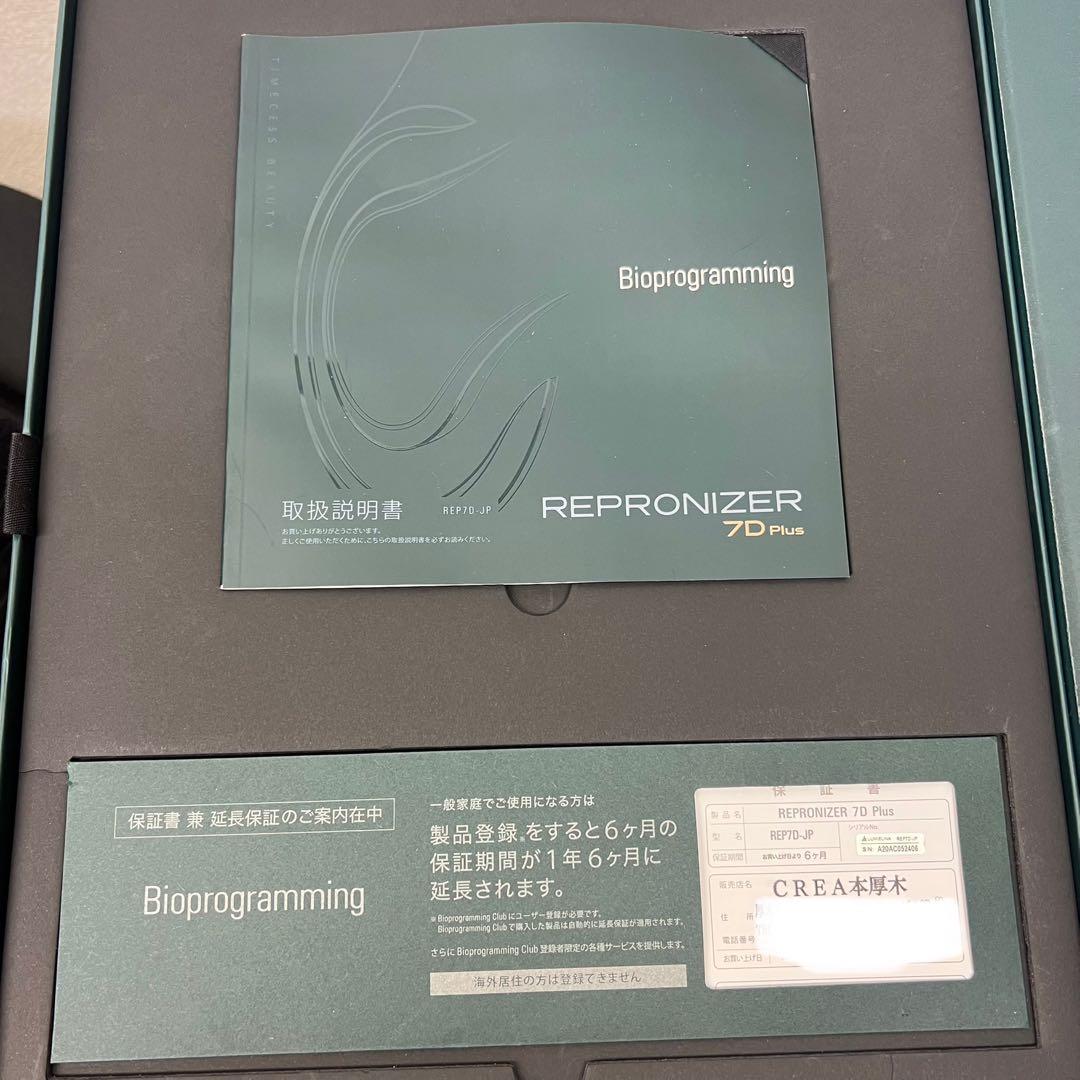 TIMECESS BEAUTY
Bioprogramming
取扱説明書
REP7D-JP
REPRONIZER
7D Plus
お買い上げありがとうございます。
正しくご使用いただくために、こちらの取扱説明書を必ずお読みください。
保証書 兼 延長保証のご案内在中
Bioprogramming
一般家庭でご使用になる方は
製品登録※をすると6ヶ月の
保証期間が1年6ヶ月に
延長されます。
※Bioprogramming Clubにユーザー登録が必要です。
Bioprogramming Clubで購入した製品は自動的に延長保証が適用されます。
さらにBioprogramming Club登録者限定の各種サービスを提供します。
海外居住の方は登録できません
保証書
製品名 REPRONIZER 7D Plus
型名 REP7D-JP
シリアルNo.
LUMIELINA REP7D-JP
S/N: A20AC052406
保証期間 お買い上げ日より 6ヶ月
販売店名 CREA本厚木
住所
電話番号
お買い上げ日